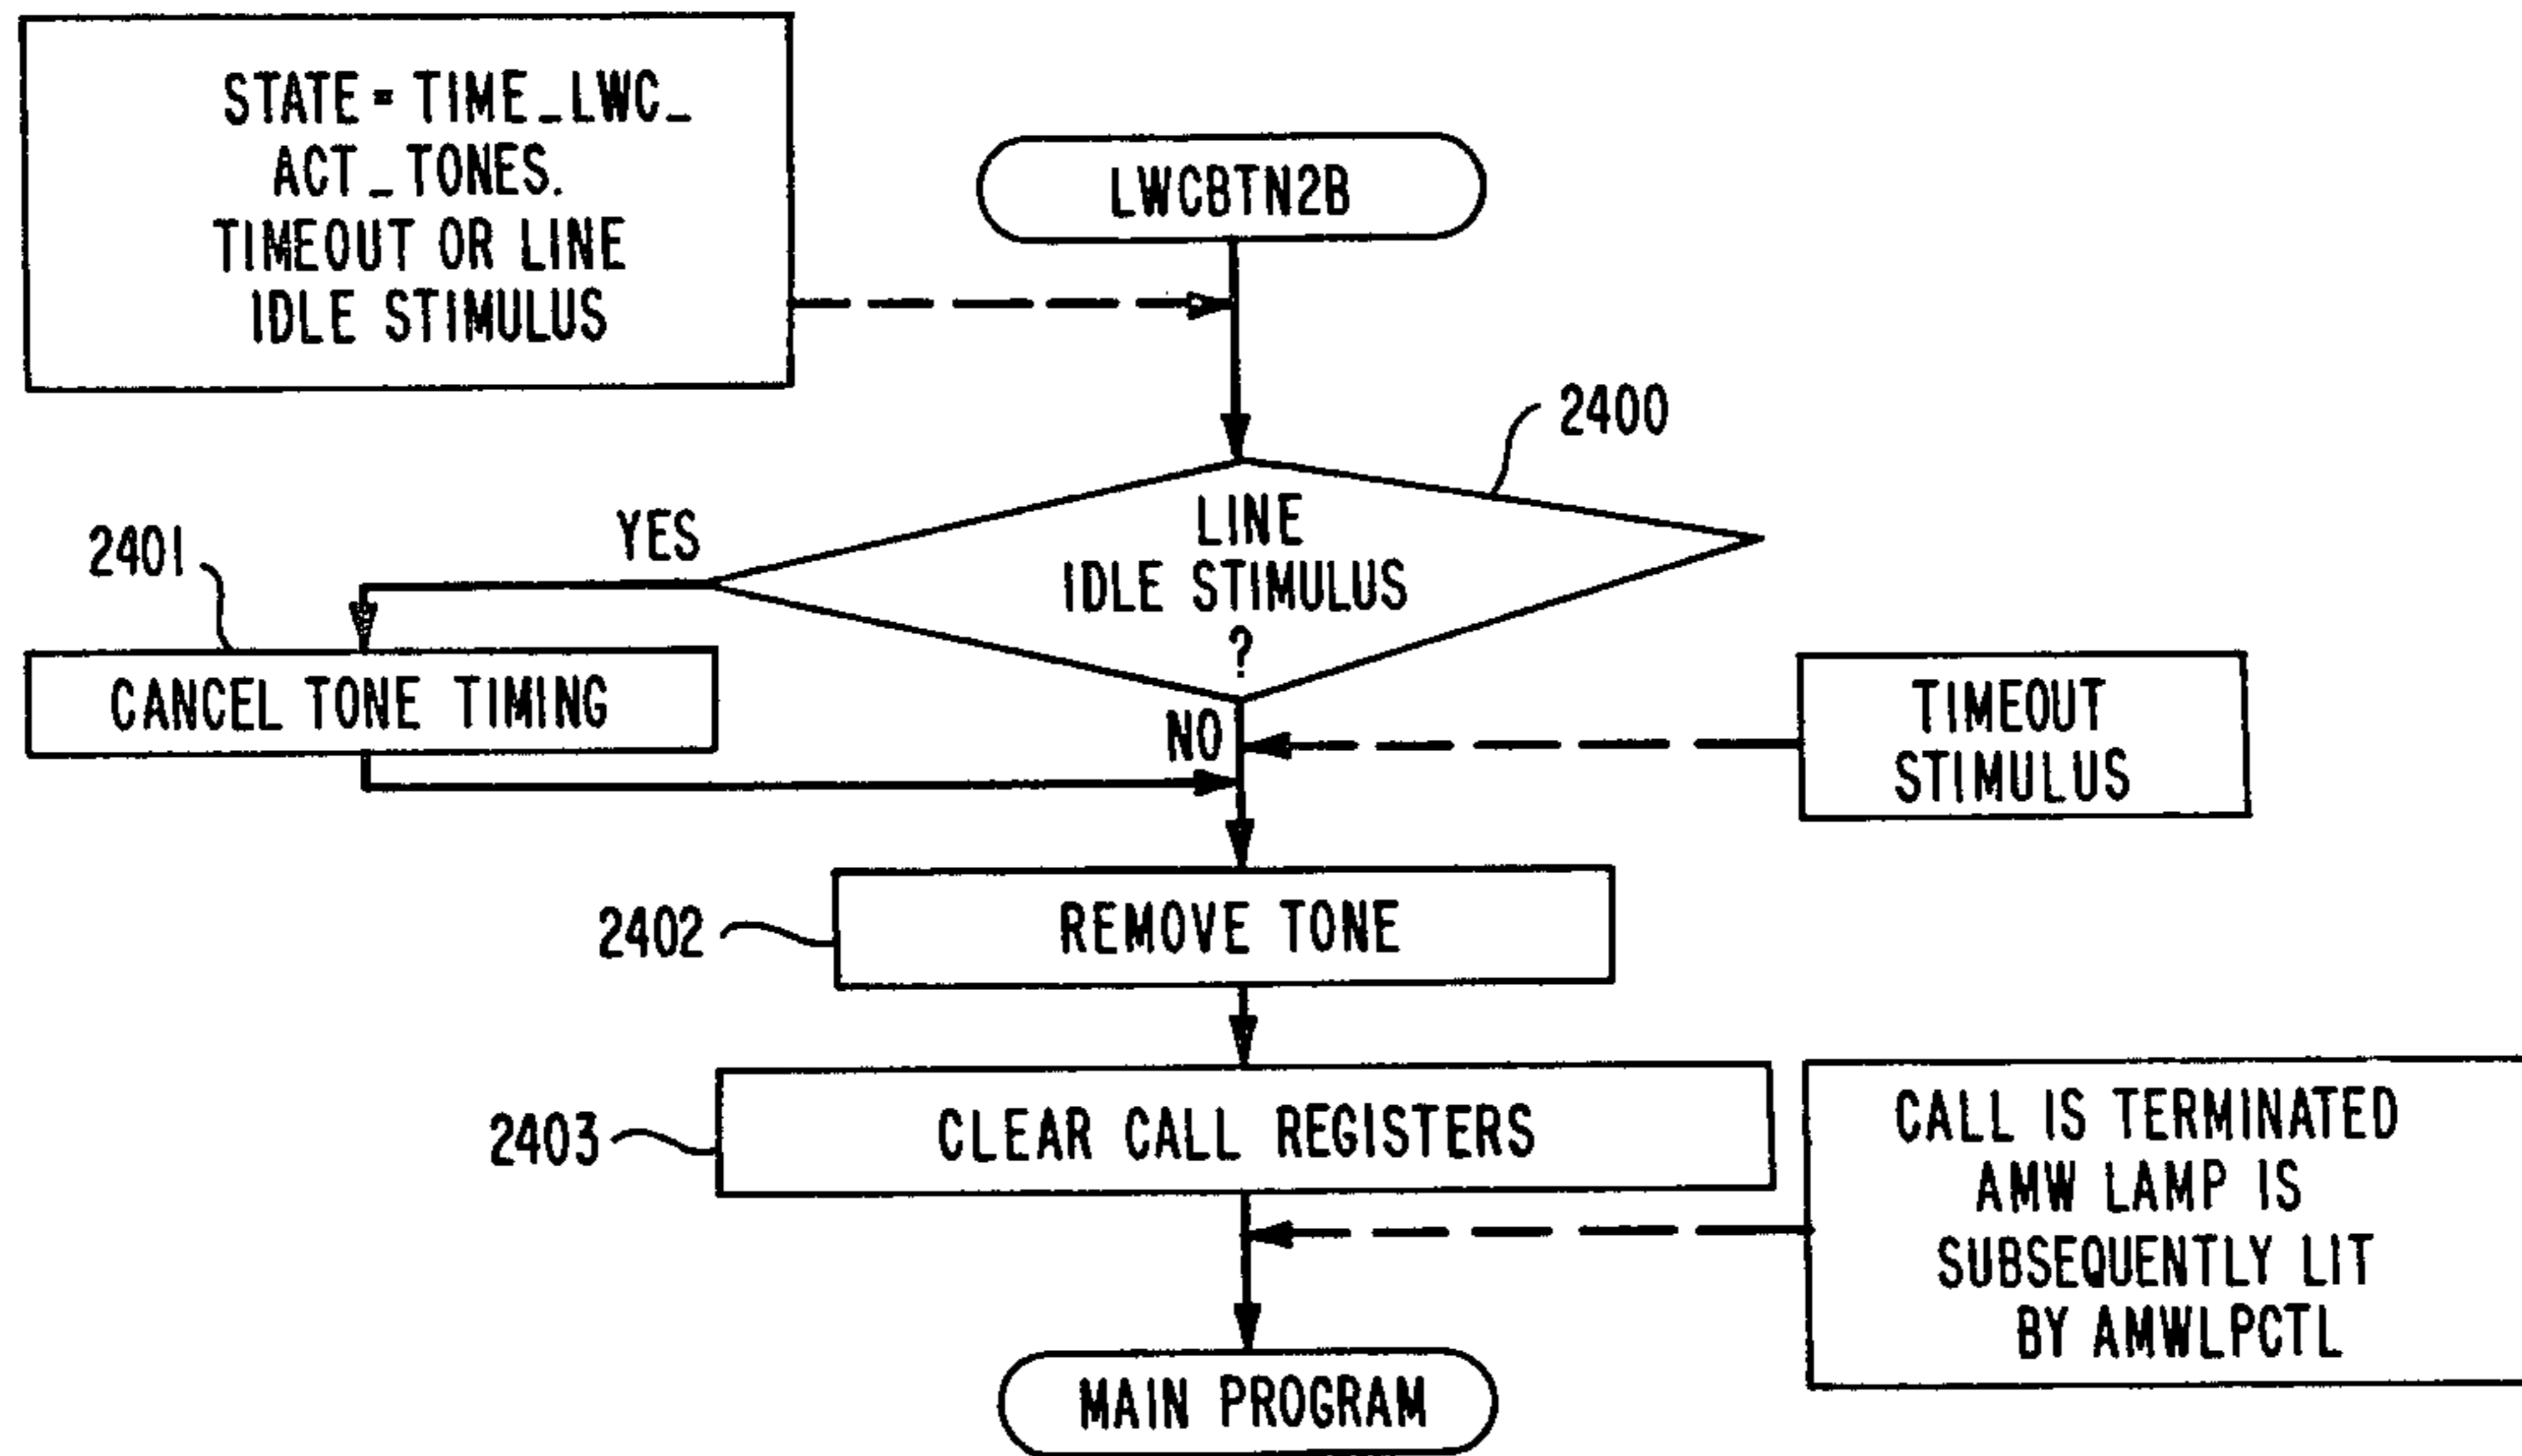 STATE = TIME_LWC_
ACT_TONES.
TIMEOUT OR LINE
IDLE STIMULUS
LWCBTN2B
2400
LINE
IDLE STIMULUS
?
YES
2401
CANCEL TONE TIMING
NO
TIMEOUT
STIMULUS
2402
REMOVE TONE
2403
CLEAR CALL REGISTERS
CALL IS TERMINATED
AMW LAMP IS
SUBSEQUENTLY LIT
BY AMWLPCTL
MAIN PROGRAM